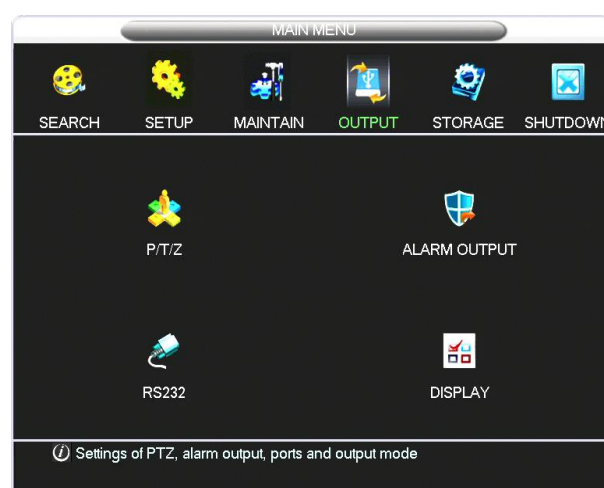 MAIN MENU
SEARCH SETUP MAINTAIN OUTPUT STORAGE SHUTDOWN
P/T/Z ALARM OUTPUT
RS232 DISPLAY
Settings of PTZ, alarm output, ports and output mode